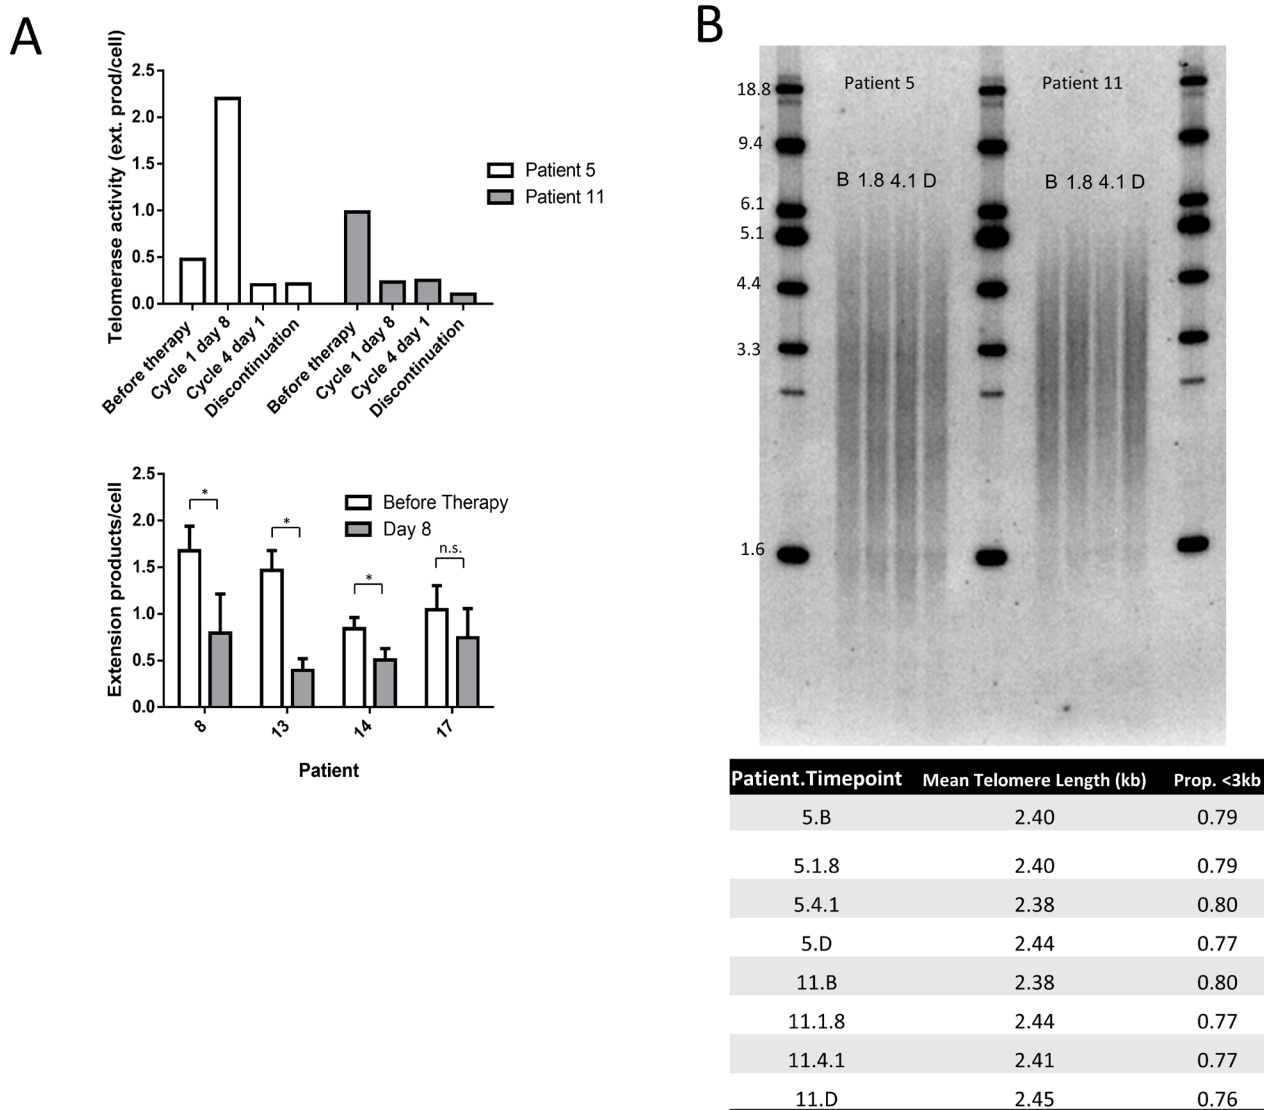 A
Telomerase activity (ext. prod/cell)
2.5
2.0
1.5
1.0
0.5
0.0
Before therapy
Cycle 1 day 8
Cycle 4 day 1
Discontinuation
Before therapy
Cycle 1 day 8
Cycle 4 day 1
Discontinuation
Patient 5
Patient 11
Extension products/cell
2.5
2.0
1.5
1.0
0.5
0.0
*
*
*
n.s.
Before Therapy
Day 8
8
13
14
17
Patient
B
Patient 5
Patient 11
B 1.8 4.1 D
B 1.8 4.1 D
18.8
9.4
6.1
5.1
4.4
3.3
1.6
Patient.Timepoint Mean Telomere Length (kb) Prop. <3kb
5.B 2.40 0.79
5.1.8 2.40 0.79
5.4.1 2.38 0.80
5.D 2.44 0.77
11.B 2.38 0.80
11.1.8 2.44 0.77
11.4.1 2.41 0.77
11.D 2.45 0.76